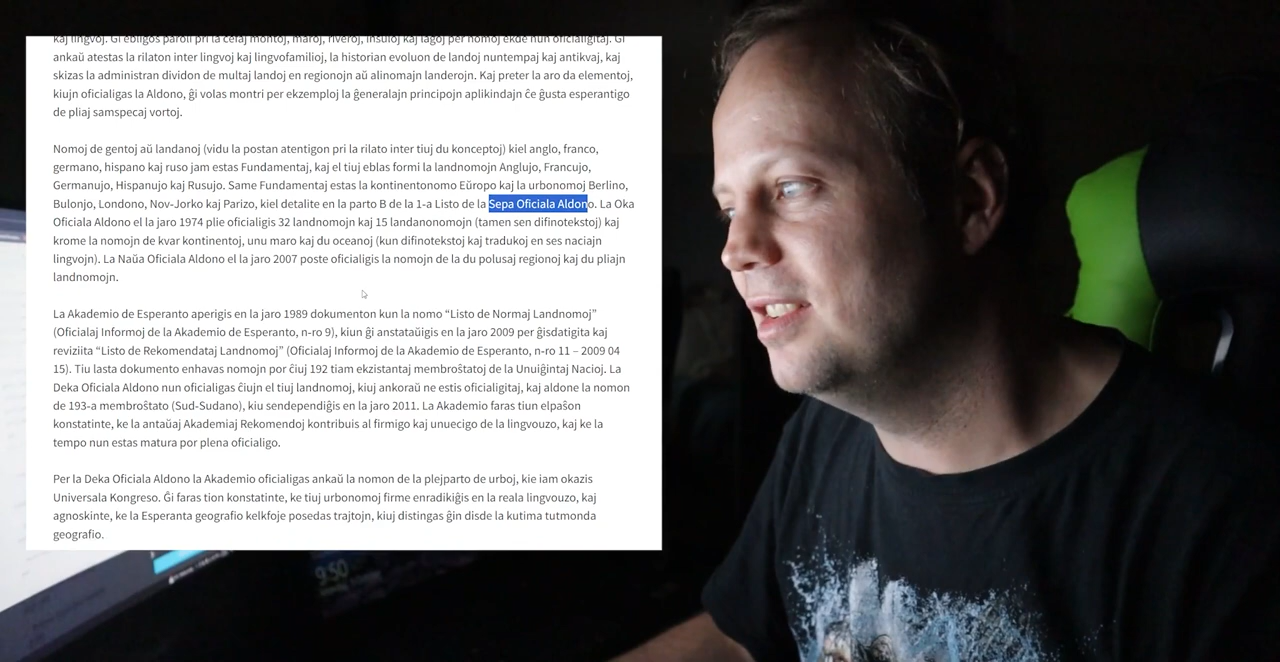 kaj lingvoj. Ĝi ebligos paroli pri la ĉefaj montoj, maroj, riveroj, insuloj kaj lagoj per nomoj ekde nun oficialigitaj. Ĝi
ankaŭ atestas la rilaton inter lingvoj kaj lingvofamilioj, la historian evoluon de landoj nuntempaj kaj antikvaj, kaj
skizas la administran dividon de multaj landoj en regionojn aŭ alinomajn landerojn. Kaj preter la aro da elementoj,
kiujn oficialigas la Aldono, ĝi volas montri per ekzemploj la ĝeneralajn principojn aplikindajn ĉe ĝusta esperantigo
de pliaj samspecaj vortoj.
Nomoj de gentoj aŭ landanoj (vidu la postan atentigon pri la rilato inter tiuj du konceptoj) kiel anglo, franco,
germano, hispano kaj ruso jam estas Fundamentaj, kaj el tiuj eblas formi la landnomojn Anglujo, Francujo,
Germanujo, Hispanujo kaj Rusujo. Same Fundamentaj estas la kontinentonomo Eŭropo kaj la urbonomoj Berlino,
Bulonjo, Londono, Nov-Jorko kaj Parizo, kiel detalite en la parto B de la 1-a Listo de la Sepa Oficiala Aldono. La Oka
Oficiala Aldono el la jaro 1974 plie oficialigis 32 landnomojn kaj 15 landanonomojn (tamen sen difinotekstoj) kaj
krome la nomojn de kvar kontinentoj, unu maro kaj du oceanoj (kun difinotekstoj kaj tradukoj en ses naciajn
lingvojn). La Naŭa Oficiala Aldono el la jaro 2007 poste oficialigis la nomojn de la du polusaj regionoj kaj du pliajn
landnomojn.
La Akademio de Esperanto aperigis en la jaro 1989 dokumenton kun la nomo “Listo de Normaj Landnomoj”
(Oficialaj Informoj de la Akademio de Esperanto, n-ro 9), kiun ĝi anstataŭigis en la jaro 2009 per ĝisdatigita kaj
reviziita “Listo de Rekomendataj Landnomoj” (Oficialaj Informoj de la Akademio de Esperanto, n-ro 11 – 2009 04
15). Tiu lasta dokumento enhavas nomojn por ĉiuj 192 tiam ekzistantaj membroŝtatoj de la Unuiĝintaj Nacioj. La
Deka Oficiala Aldono nun oficialigas ĉiujn el tiuj landnomoj, kiuj ankoraŭ ne estis oficialigitaj, kaj aldone la nomon
de 193-a membroŝtato (Sud-Sudano), kiu sendependiĝis en la jaro 2011. La Akademio faras tiun elpaŝon
konstatinte, ke la antaŭaj Akademiaj Rekomendoj kontribuis al firmigo kaj unuecigo de la lingvouzo, kaj ke la
tempo nun estas matura por plena oficialigo.
Per la Deka Oficiala Aldono la Akademio oficialigas ankaŭ la nomon de la plejparto de urboj, kie iam okazis
Universala Kongreso. Ĝi faras tion konstatinte, ke tiuj urbonomoj firme enradikiĝis en la reala lingvouzo, kaj
agnoskinte, ke la Esperanta geografio kelkfoje posedas trajtojn, kiuj distingas ĝin disde la kutima tutmonda
geografio.
9:50